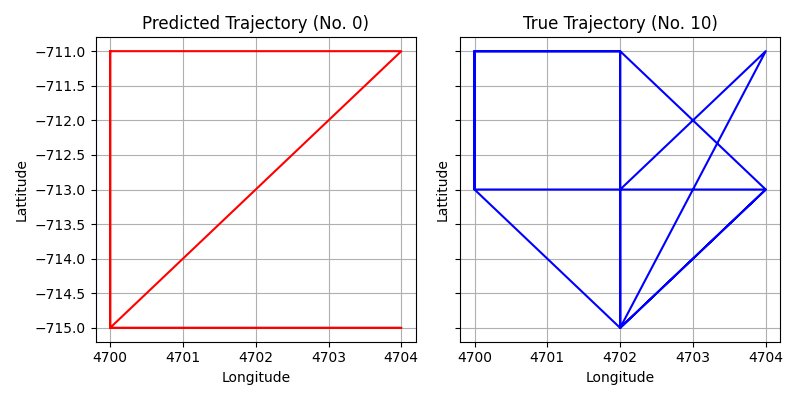 Predicted Trajectory (No. 0)
True Trajectory (No. 10)
−711.0
−711.5
−712.0
−712.5
−713.0
−713.5
−714.0
−714.5
−715.0
Lattitude
Lattitude
4700 4701 4702 4703 4704
4700 4701 4702 4703 4704
Longitude
Longitude